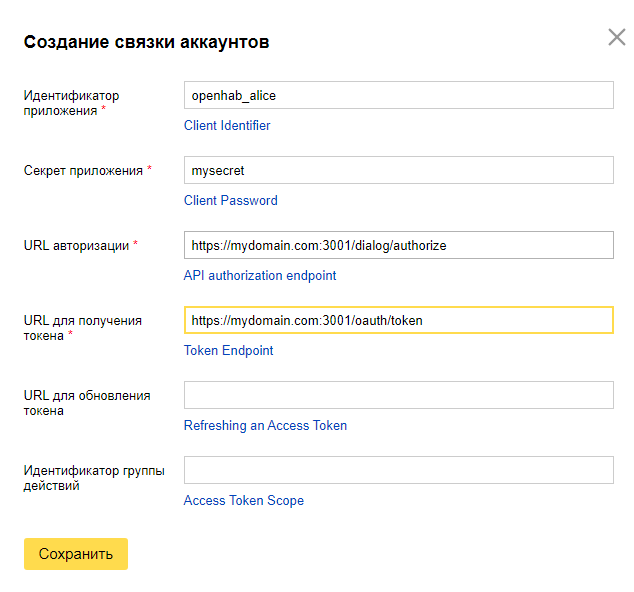 Создание связки аккаунтов
Идентификатор
приложения *
openhab_alice
Client Identifier
Секрет приложения *
mysecret
Client Password
URL авторизации *
https://mydomain.com:3001/dialog/authorize
API authorization endpoint
URL для получения
токена *
https://mydomain.com:3001/oauth/token
Token Endpoint
URL для обновления
токена
Refreshing an Access Token
Идентификатор группы
действий
Access Token Scope
Сохранить